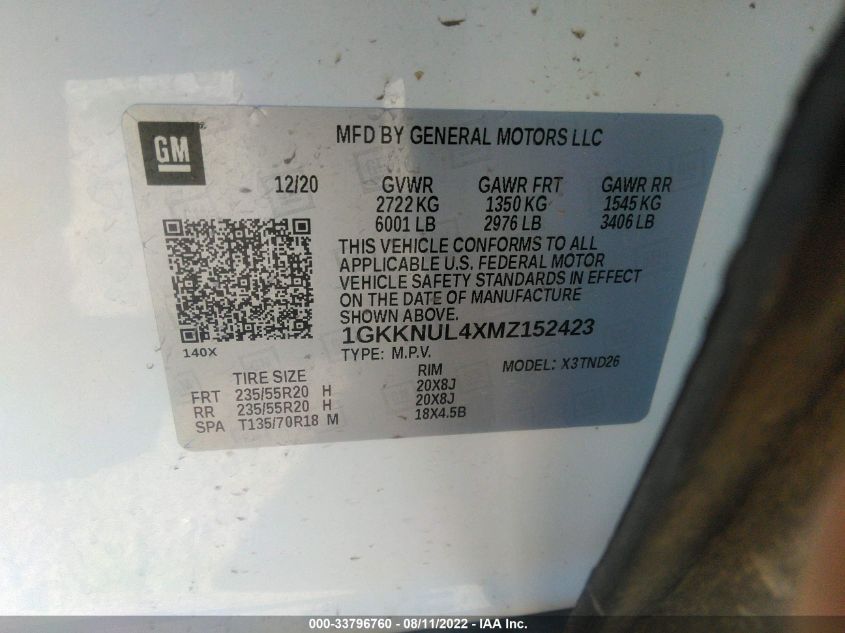 GM
MFD BY GENERAL MOTORS LLC
12/20 GVWR GAWR FRT GAWR RR
2722 KG 1350 KG 1545 KG
6001 LB 2976 LB 3406 LB
THIS VEHICLE CONFORMS TO ALL
APPLICABLE U.S. FEDERAL MOTOR
VEHICLE SAFETY STANDARDS IN EFFECT
ON THE DATE OF MANUFACTURE
SHOWN ABOVE.
1GKKNUL4XMZ152423
140X
TYPE: M.P.V. MODEL: X3TND26
TIRE SIZE RIM
FRT 235/55R20 H 20X8J
RR 235/55R20 H 20X8J
SPA T135/70R18 M 18X4.5B
000-33796760 - 08/11/2022 - IAA Inc.